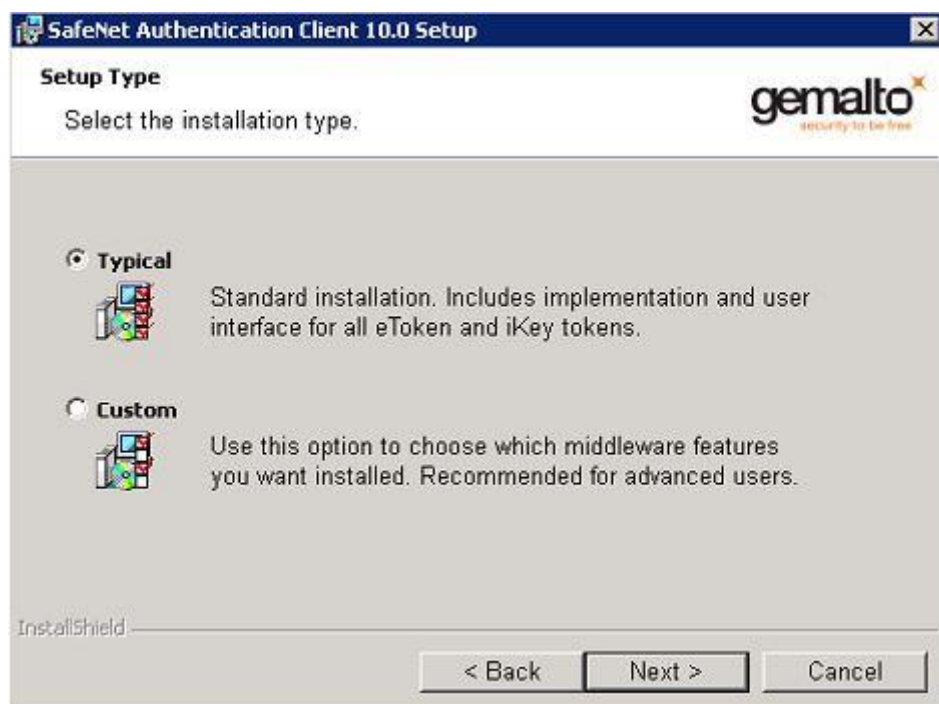 SafeNet Authentication Client 10.0 Setup
Setup Type
Select the installation type.
gemalto
security to be free
Typical
Standard installation. Includes implementation and user
interface for all eToken and iKey tokens.
Custom
Use this option to choose which middleware features
you want installed. Recommended for advanced users.
InstallShield
< Back
Next >
Cancel